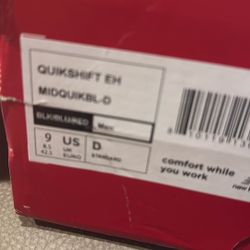 QUIKSHIFT EH
MIDQUIKBL-D
BLK/BLU/RED Men
9 US D
8.5 UK STANDARD
42.5 EURO
comfort while
you work